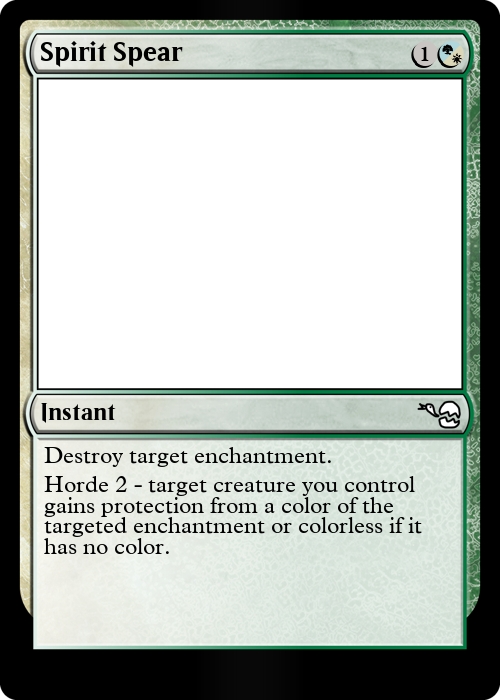 Spirit Spear
1
Instant
Destroy target enchantment.
Horde 2 - target creature you control
gains protection from a color of the
targeted enchantment or colorless if it
has no color.